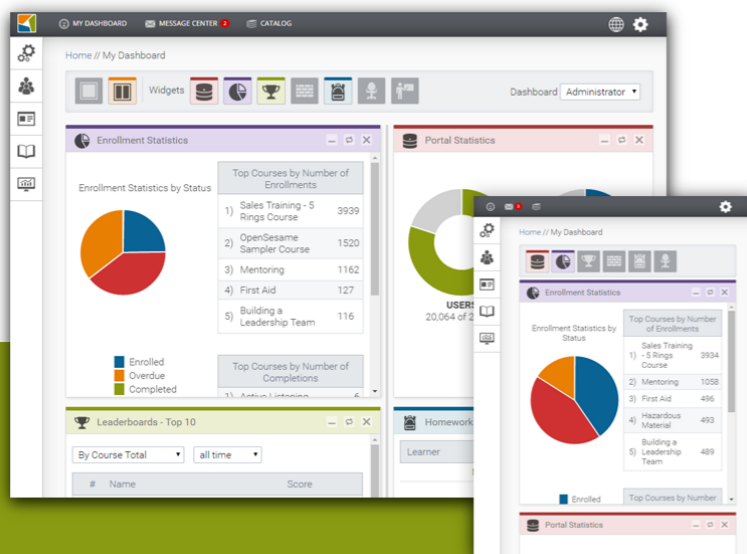 MY DASHBOARD MESSAGE CENTER 2 CATALOG
Home // My Dashboard
Widgets
Dashboard Administrator
Enrollment Statistics
Enrollment Statistics by Status
Top Courses by Number of
Enrollments
1) Sales Training - 5
Rings Course 3939
2) OpenSesame
Sampler Course 1520
3) Mentoring 1162
4) First Aid 127
5) Building a
Leadership Team 116
Enrolled
Overdue
Completed
Top Courses by Number of
Completions
1) Active Listening 6
Portal Statistics
USERS
20,064 of 2
Leaderboards - Top 10
By Course Total all time
# Name Score
Homework
Learner
2
Home // My Dashboard
Enrollment Statistics
Enrollment Statistics by
Status
Top Courses by Number
of Enrollments
1) Sales Training
- 5 Rings
Course 3934
2) Mentoring 1058
3) First Aid 496
4) Hazardous
Material 493
5) Building a
Leadership
Team 489
Enrolled
Top Courses by Number
Portal Statistics